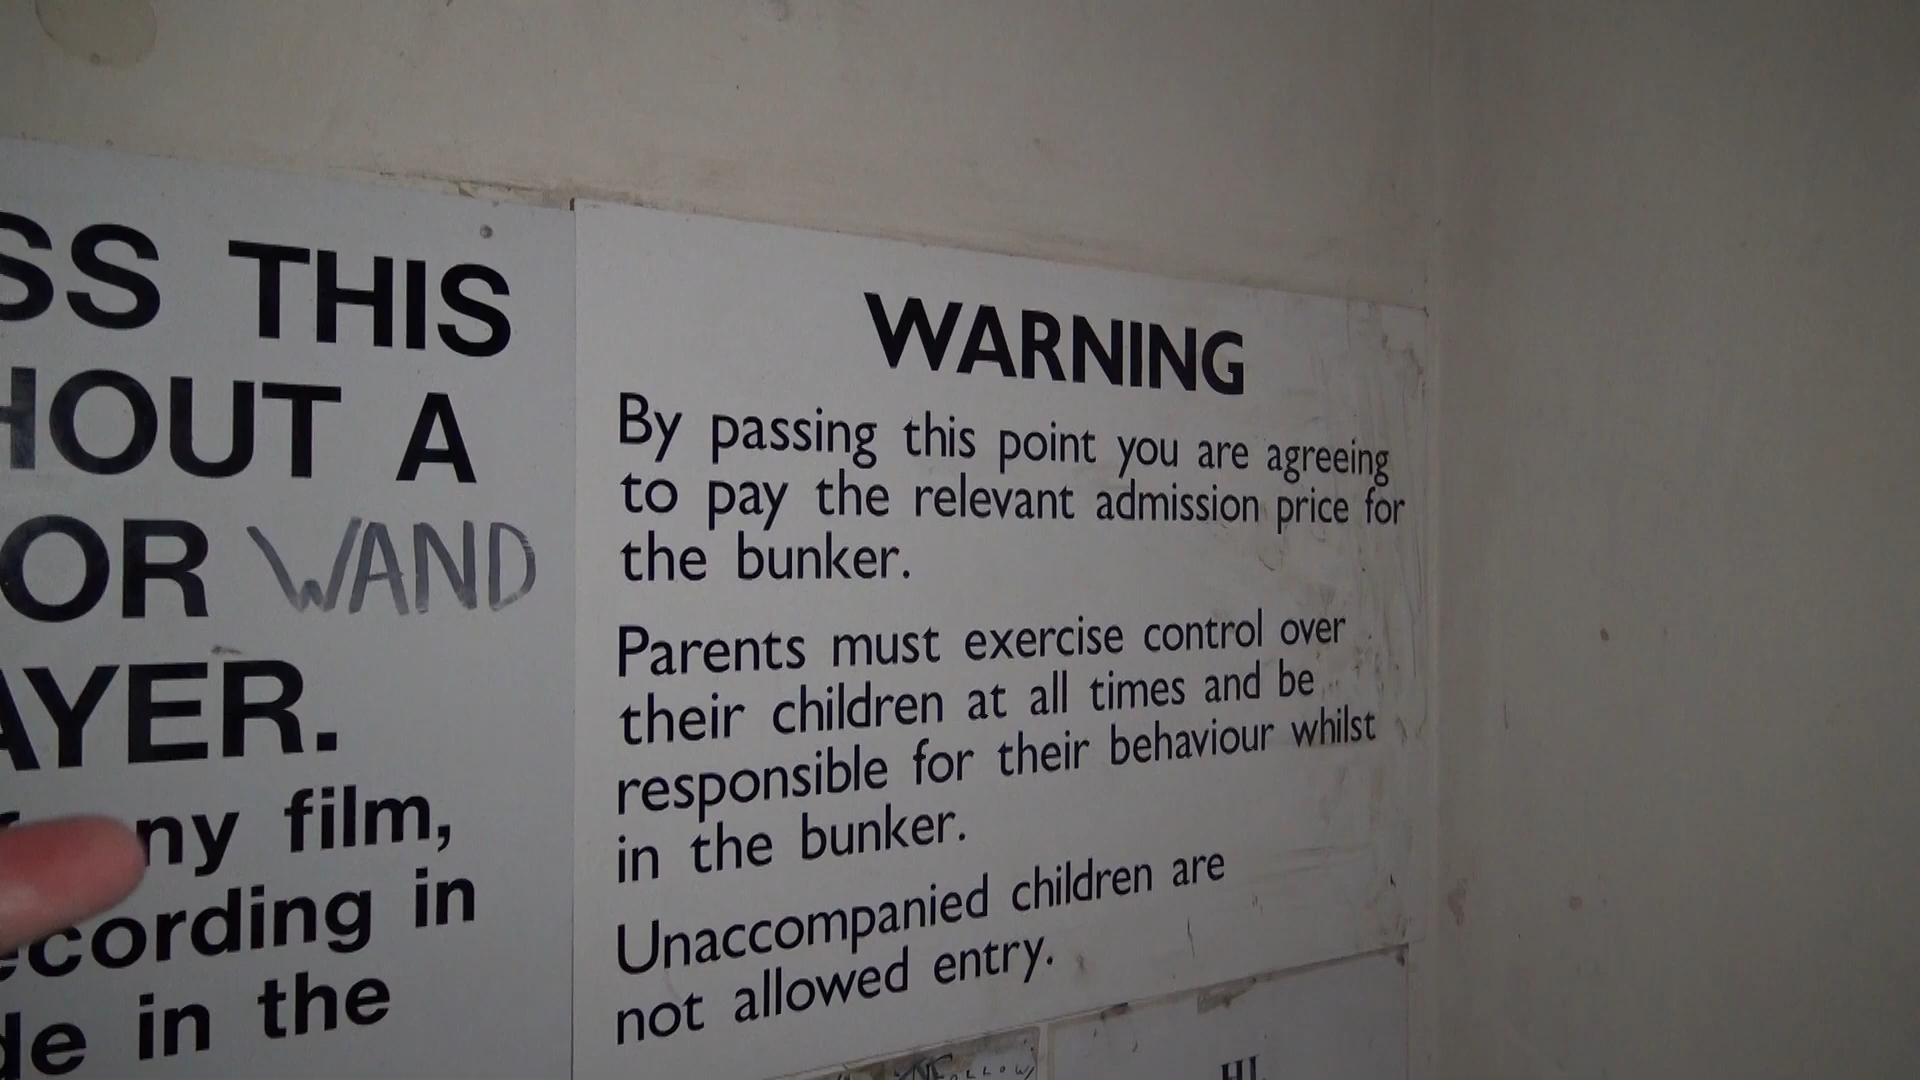 SS THIS
HOUT A
OR WAND
AYER.
ny film,
cording in
de in the
WARNING
By passing this point you are agreeing
to pay the relevant admission price for
the bunker.
Parents must exercise control over
their children at all times and be
responsible for their behaviour whilst
in the bunker.
Unaccompanied children are
not allowed entry.